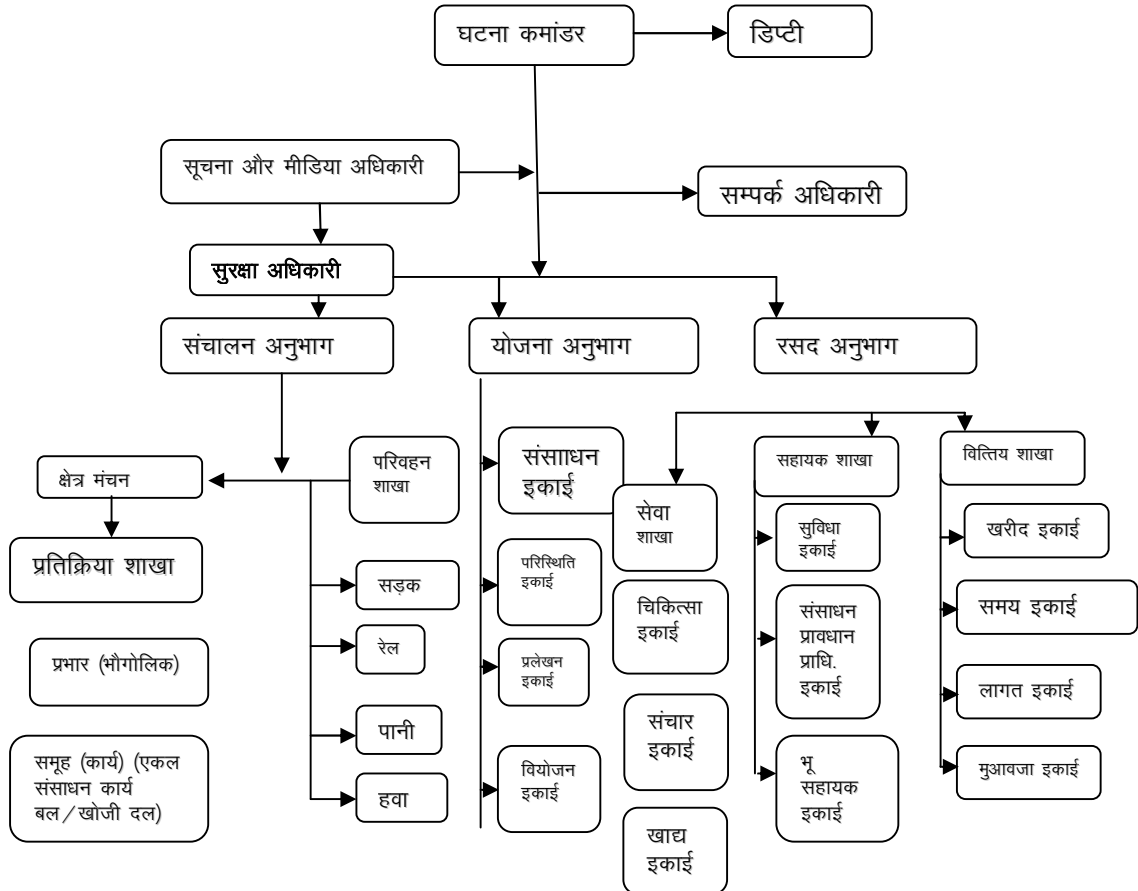 घटना कमांडर
डिप्टी
सूचना और मीडिया अधिकारी
सम्पर्क अधिकारी
सुरक्षा अधिकारी
संचालन अनुभाग
योजना अनुभाग
रसद अनुभाग
क्षेत्र मंचन
प्रतिक्रिया शाखा
प्रभार (भौगोलिक)
समूह (कार्य) (एकल
संसाधन कार्य
बल/खोजी दल)
परिवहन
शाखा
सड़क
रेल
पानी
हवा
संसााधन
इकाई
परिस्थिति
इकाई
प्रलेखन
इकाई
वियोजन
इकाई
सेवा
शाखा
चिकित्सा
इकाई
संचार
इकाई
खाद्य
इकाई
सहायक शाखा
सुविधा
इकाई
संसाधन
प्रावधान
प्राधि.
इकाई
भू
सहायक
इकाई
वित्तिय शाखा
खरीद इकाई
समय इकाई
लागत इकाई
मुआवजा इकाई